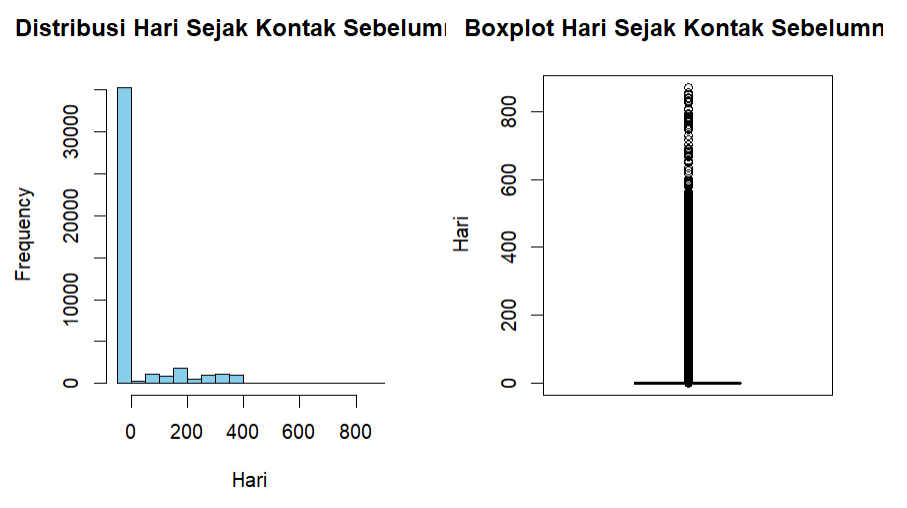 Distribusi Hari Sejak Kontak Sebelum
Frequency
0
10000
20000
30000
0 200 400 600 800
Hari
Boxplot Hari Sejak Kontak Sebelumn
Hari
0
200
400
600
800